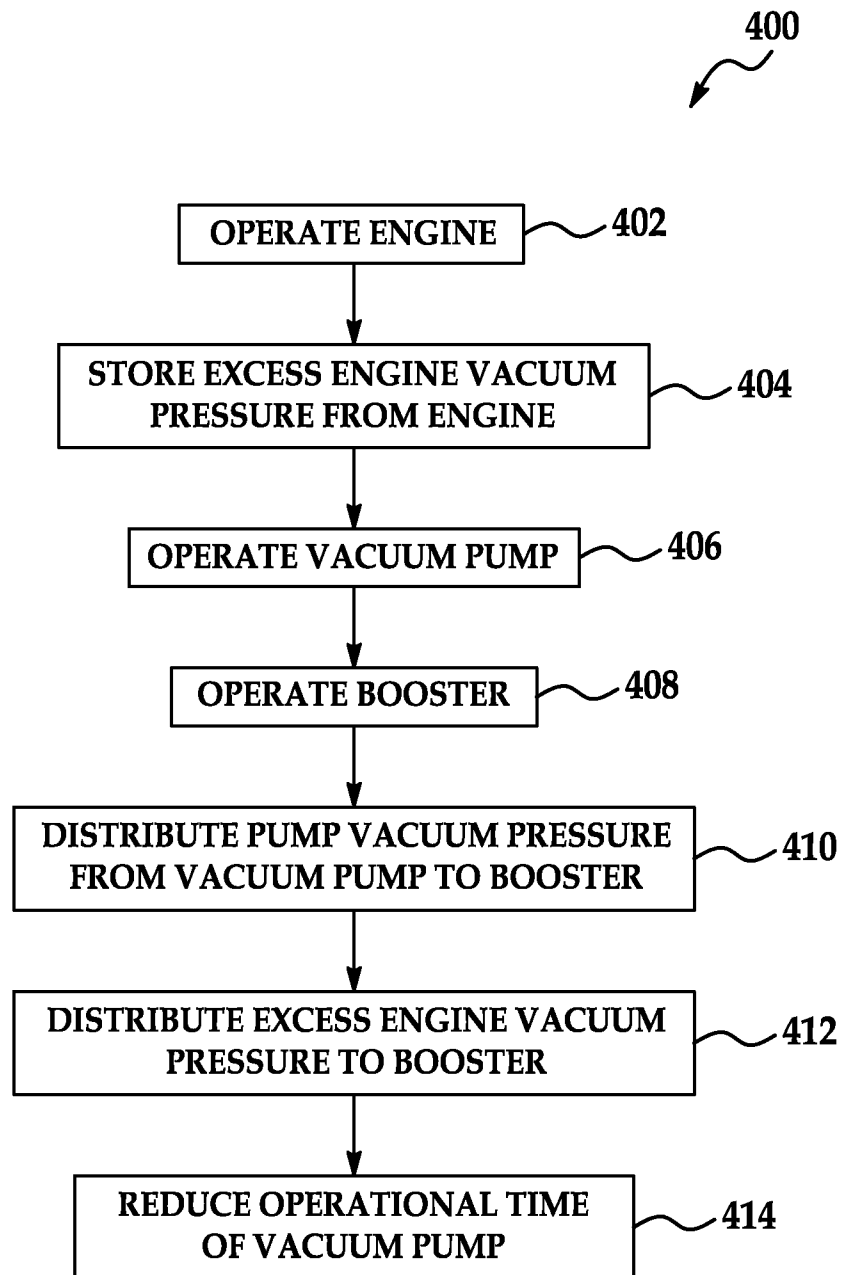 400
OPERATE ENGINE
402
STORE EXCESS ENGINE VACUUM
PRESSURE FROM ENGINE
404
OPERATE VACUUM PUMP
406
OPERATE BOOSTER
408
DISTRIBUTE PUMP VACUUM PRESSURE
FROM VACUUM PUMP TO BOOSTER
410
DISTRIBUTE EXCESS ENGINE VACUUM
PRESSURE TO BOOSTER
412
REDUCE OPERATIONAL TIME
OF VACUUM PUMP
414